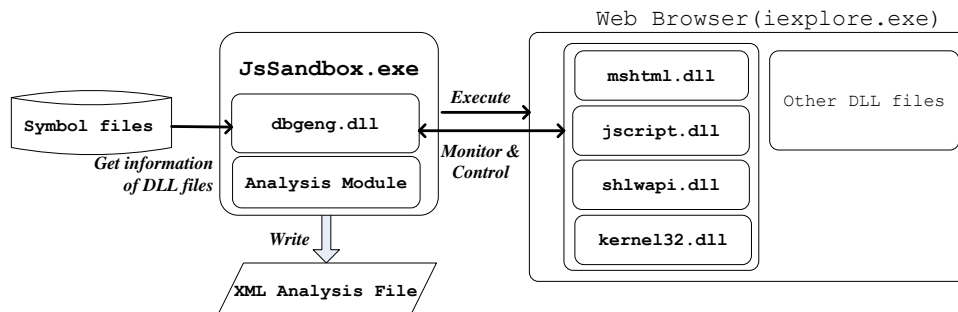 Web Browser(iexplore.exe)
JsSandbox.exe
mshtml.dll
Other DLL files
Symbol files
dbgeng.dll
Execute
jscript.dll
Get information
of DLL files
Monitor &
Control
Analysis Module
shlwapi.dll
Write
kernel32.dll
XML Analysis File